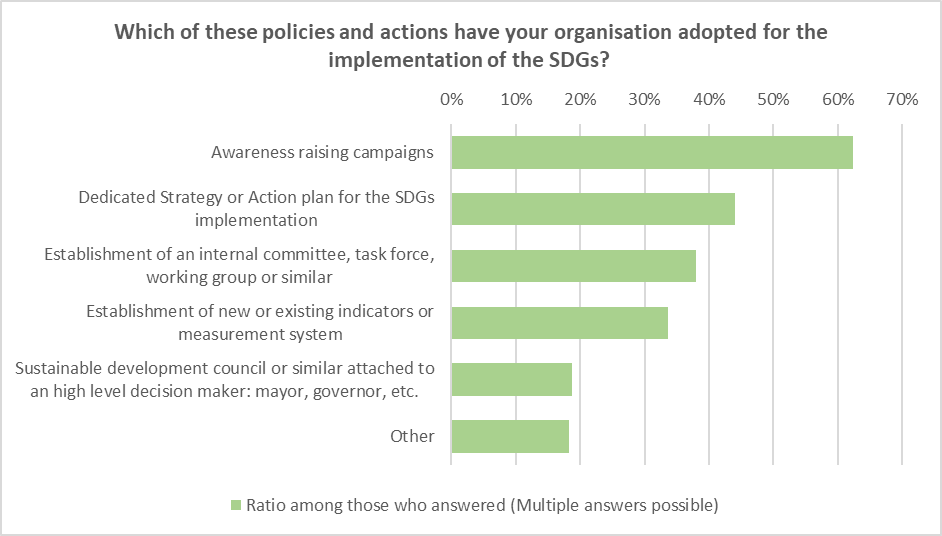 Which of these policies and actions have your organisation adopted for the
implementation of the SDGs?
0% 10% 20% 30% 40% 50% 60% 70%
Awareness raising campaigns
Dedicated Strategy or Action plan for the SDGs
implementation
Establishment of an internal committee, task force,
working group or similar
Establishment of new or existing indicators or
measurement system
Sustainable development council or similar attached to
an high level decision maker: mayor, governor, etc.
Other
Ratio among those who answered (Multiple answers possible)